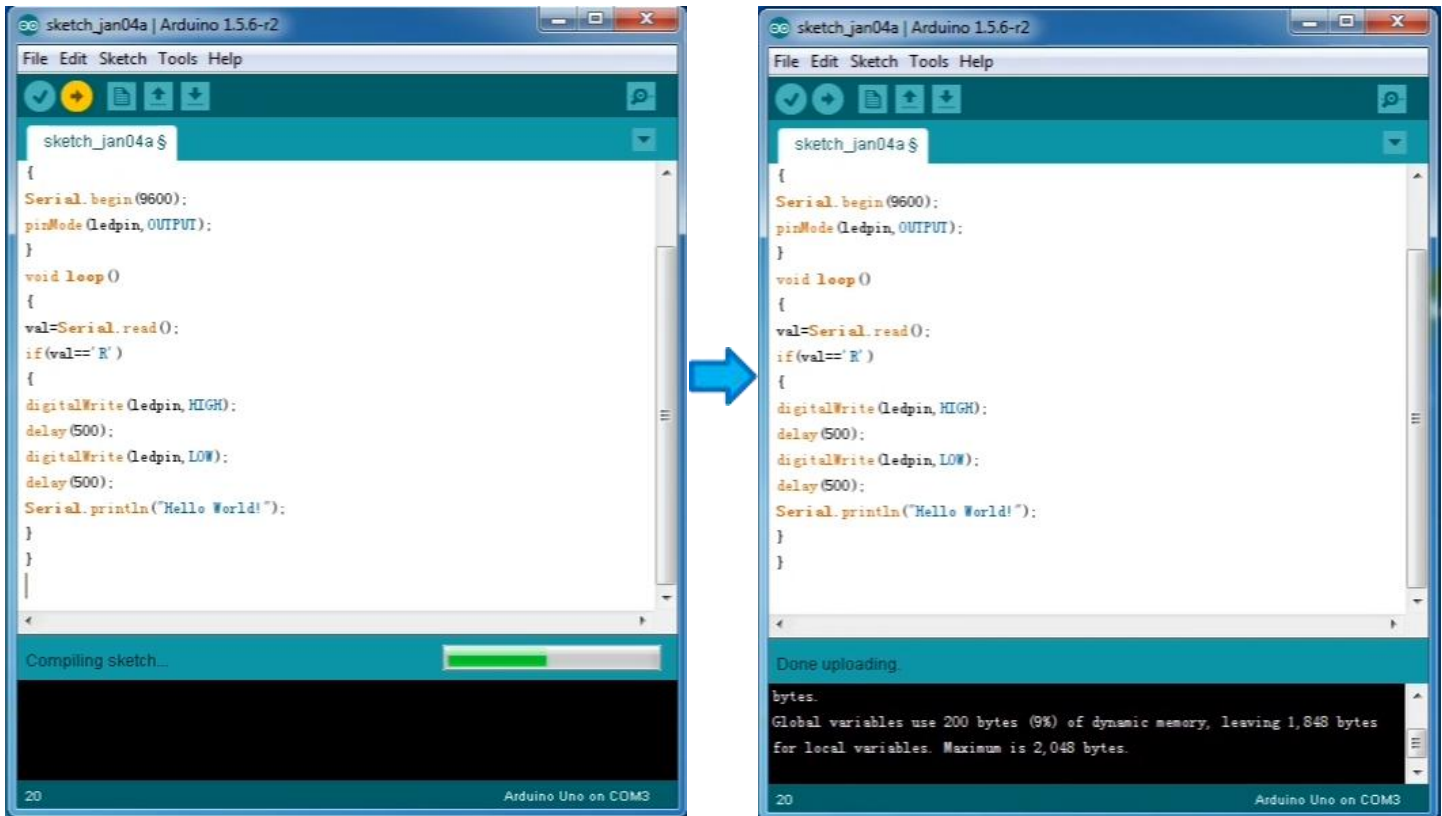 sketch_jan04a | Arduino 1.5.6-r2
File Edit Sketch Tools Help
sketch_jan04a §
{
Serial.begin(9600);
pinMode(ledpin,OUTPUT);
}
void loop()
{
val=Serial.read();
if(val=='R')
{
digitalWrite(ledpin,HIGH);
delay(500);
digitalWrite(ledpin,LOW);
delay(500);
Serial.println("Hello World!");
}
}
Compiling sketch...
20
Arduino Uno on COM3
sketch_jan04a | Arduino 1.5.6-r2
File Edit Sketch Tools Help
sketch_jan04a §
{
Serial.begin(9600);
pinMode(ledpin,OUTPUT);
}
void loop()
{
val=Serial.read();
if(val=='R')
{
digitalWrite(ledpin,HIGH);
delay(500);
digitalWrite(ledpin,LOW);
delay(500);
Serial.println("Hello World!");
}
}
Done uploading.
bytes.
Global variables use 200 bytes (9%) of dynamic memory, leaving 1,848 bytes
for local variables. Maximum is 2,048 bytes.
20
Arduino Uno on COM3